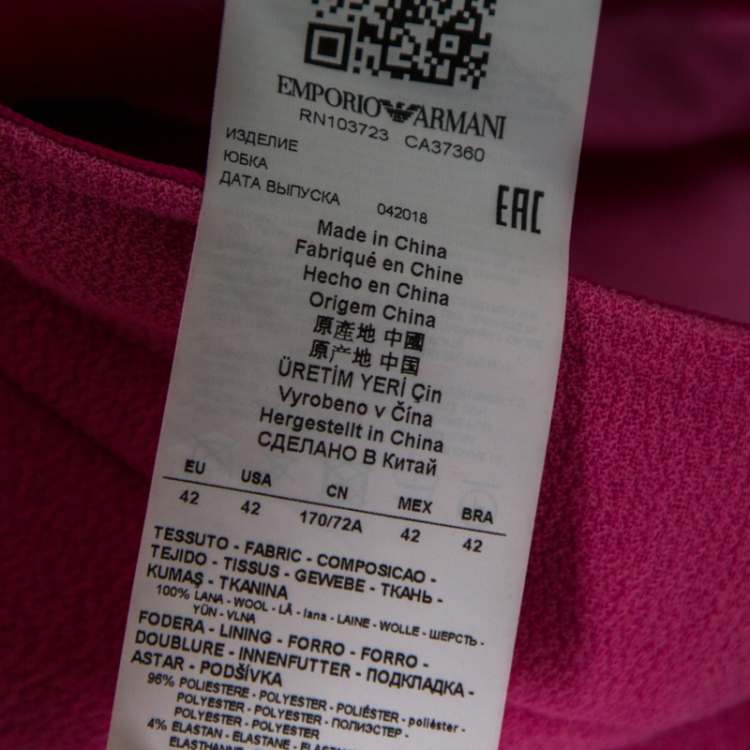 EMPORIO ARMANI
RN103723 CA37360
ИЗДЕЛИЕ
ЮБКА
ДАТА ВЫПУСКА 042018
EAC
Made in China
Fabriqué en Chine
Hecho en China
Origem China
原產地 中國
原产地 中国
ÜRETİM YERİ Çin
Vyrobeno v Čína
Hergestellt in China
СДЕЛАНО В Китай
EU USA CN MEX BRA
42 42 170/72A 42 42
TESSUTO - FABRIC - COMPOSICAO -
TEJIDO - TISSUS - GEWEBE - ТКАНЬ -
KUMAŞ - TKANINA
100% LANA - WOOL - LÃ - lana - LAINE - WOLLE - ШЕРСТЬ -
YÜN - VLNA
FODERA - LINING - FORRO - FORRO -
DOUBLURE - INNENFUTTER - ПОДКЛАДКА -
ASTAR - PODŠÍVKA
96% POLIESTERE - POLYESTER - POLIÉSTER - poliéster -
POLYESTER - POLYESTER - ПОЛИЭСТЕР -
POLYESTER - POLYESTER
4% ELASTAN - ELASTANE - ELASTANO
ELASTHANNE